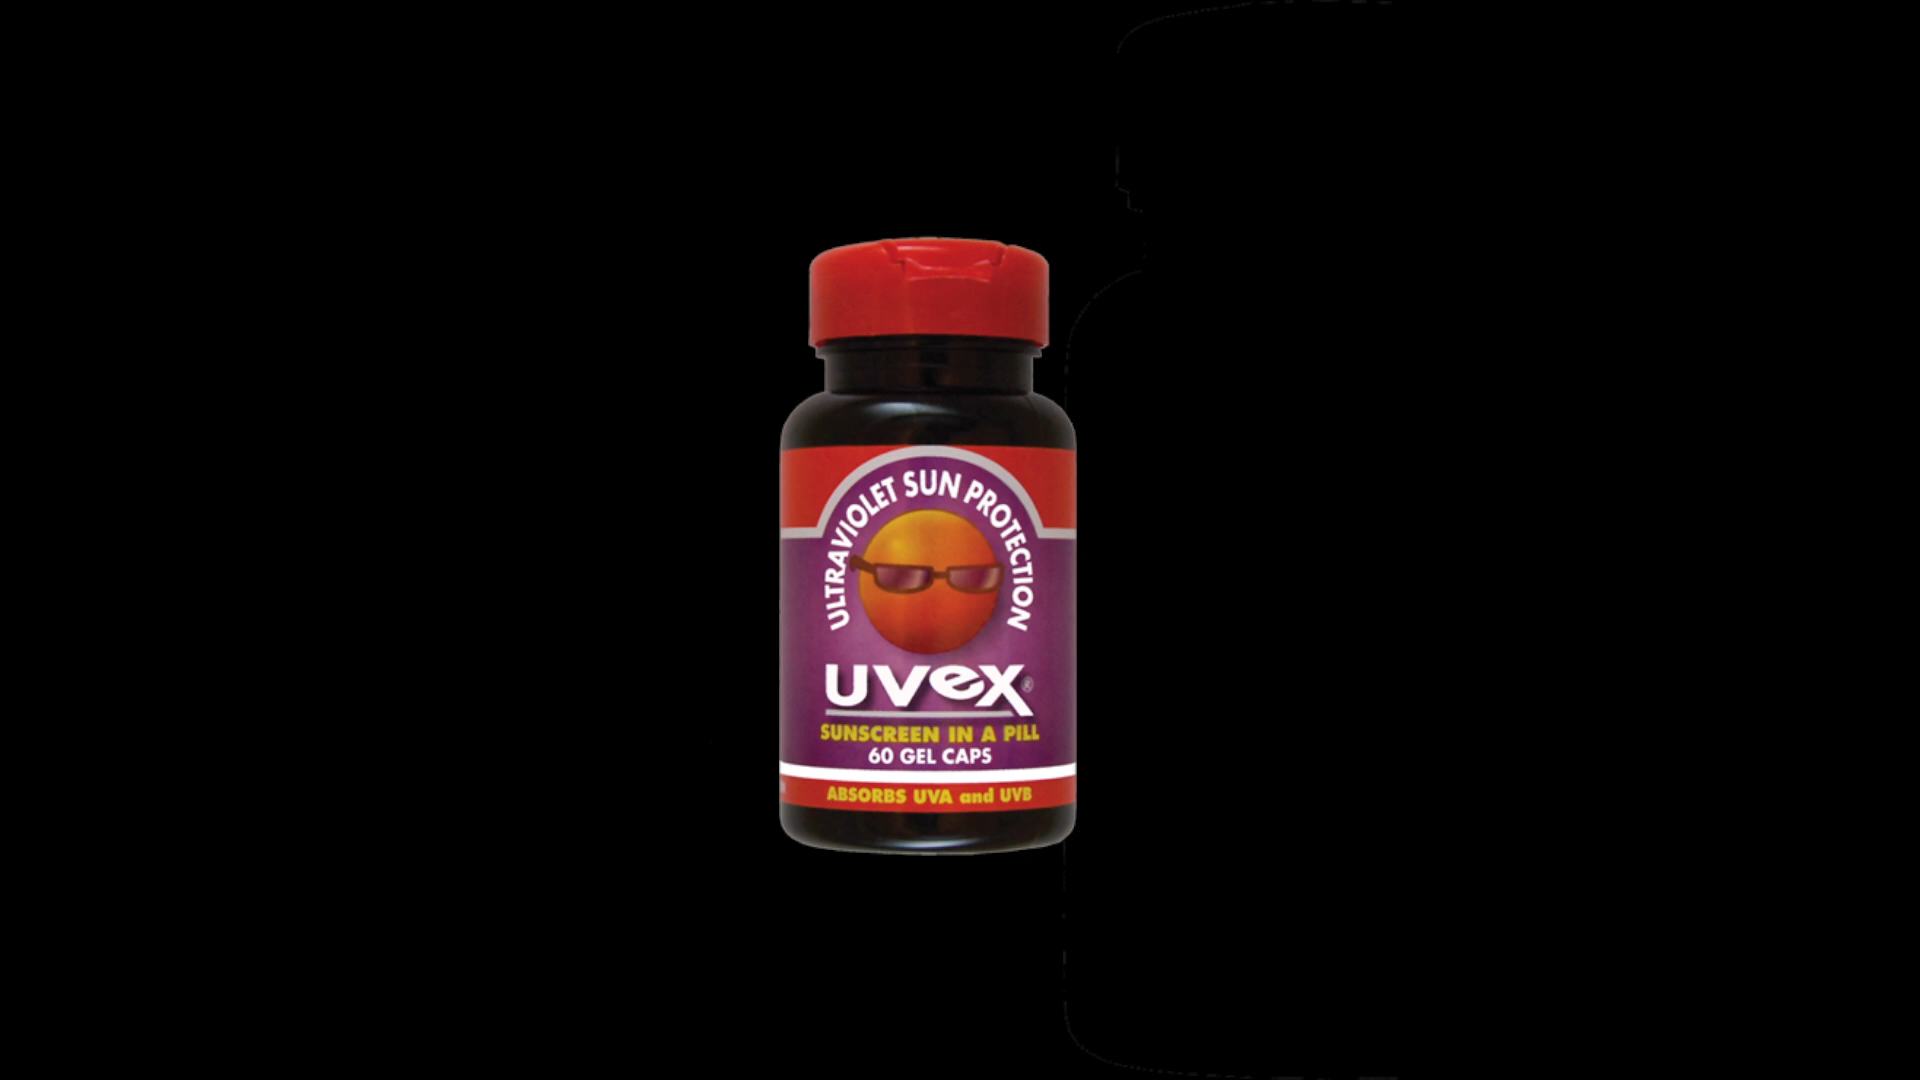 ULTRAVIOLET SUN PROTECTION
uvex®
SUNSCREEN IN A PILL
60 GEL CAPS
ABSORBS UVA and UVB